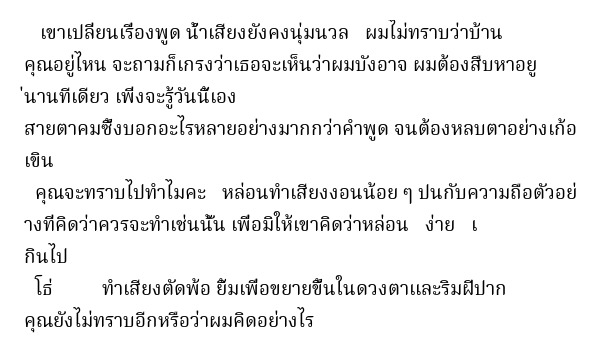 เขาเปลี่ยนเรื่องพูด น้ำเสียงยังคงนุ่มนวล ผมไม่ทราบว่าบ้าน
คุณอยู่ไหน จะถามก็เกรงว่าเธอจะเห็นว่าผมบังอาจ ผมต้องสืบหาอยู
่นานทีเดียว เพิ่งจะรู้วันนี้เอง
สายตาคมซึ้งบอกอะไรหลายอย่างมากกว่าคำพูด จนต้องหลบตาอย่างเก้อ
เขิน
คุณจะทราบไปทำไมคะ หล่อนทำเสียงงอนน้อย ๆ ปนกับความถือตัวอย่
างที่คิดว่าควรจะทำเช่นนั้น เพื่อมิให้เขาคิดว่าหล่อน ง่าย เ
กินไป
โธ่ ทำเสียงตัดพ้อ ยิ้มเพื่อขยายขึ้นในดวงตาและริมฝีปาก
คุณยังไม่ทราบอีกหรือว่าผมคิดอย่างไร